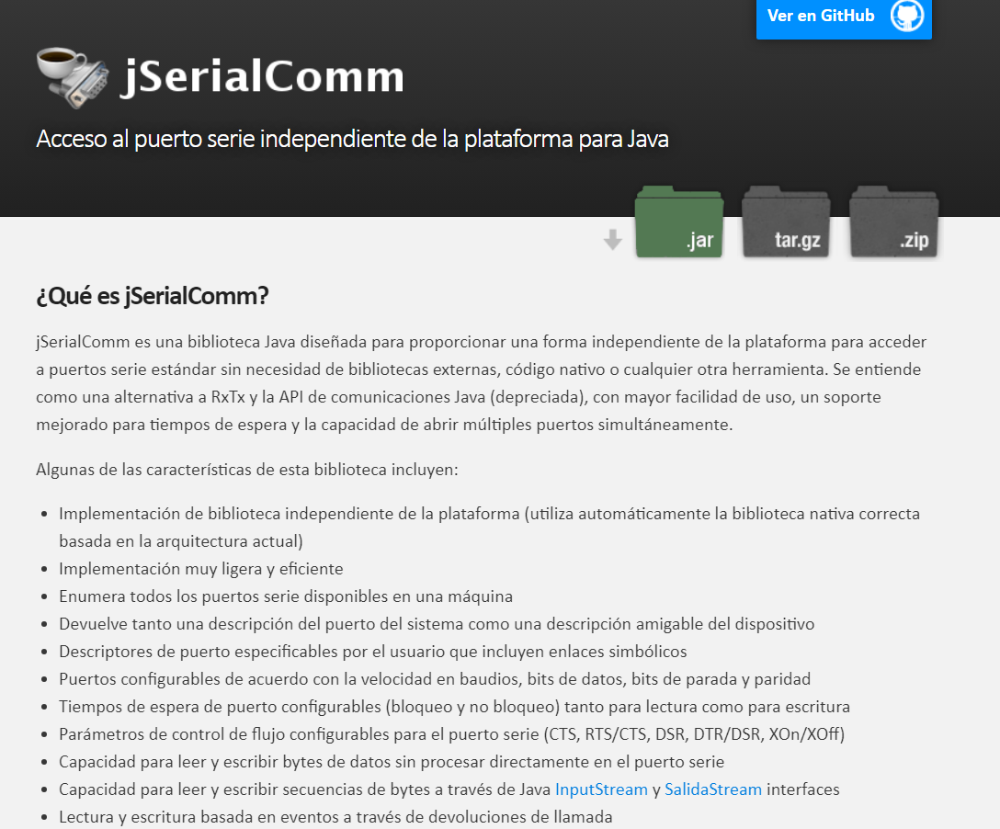 Ver en GitHub
jSerialComm
Acceso al puerto serie independiente de la plataforma para Java
.jar
tar.gz
.zip
¿Qué es jSerialComm?
jSerialComm es una biblioteca Java diseñada para proporcionar una forma independiente de la plataforma para acceder
a puertos serie estándar sin necesidad de bibliotecas externas, código nativo o cualquier otra herramienta. Se entiende
como una alternativa a RxTx y la API de comunicaciones Java (depreciada), con mayor facilidad de uso, un soporte
mejorado para tiempos de espera y la capacidad de abrir múltiples puertos simultáneamente.
Algunas de las características de esta biblioteca incluyen:
• Implementación de biblioteca independiente de la plataforma (utiliza automáticamente la biblioteca nativa correcta
basada en la arquitectura actual)
• Implementación muy ligera y eficiente
• Enumera todos los puertos serie disponibles en una máquina
• Devuelve tanto una descripción del puerto del sistema como una descripción amigable del dispositivo
• Descriptores de puerto especificables por el usuario que incluyen enlaces simbólicos
• Puertos configurables de acuerdo con la velocidad en baudios, bits de datos, bits de parada y paridad
• Tiempos de espera de puerto configurables (bloqueo y no bloqueo) tanto para lectura como para escritura
• Parámetros de control de flujo configurables para el puerto serie (CTS, RTS/CTS, DSR, DTR/DSR, XOn/XOff)
• Capacidad para leer y escribir bytes de datos sin procesar directamente en el puerto serie
• Capacidad para leer y escribir secuencias de bytes a través de Java InputStream y SalidaStream interfaces
• Lectura y escritura basada en eventos a través de devoluciones de llamada